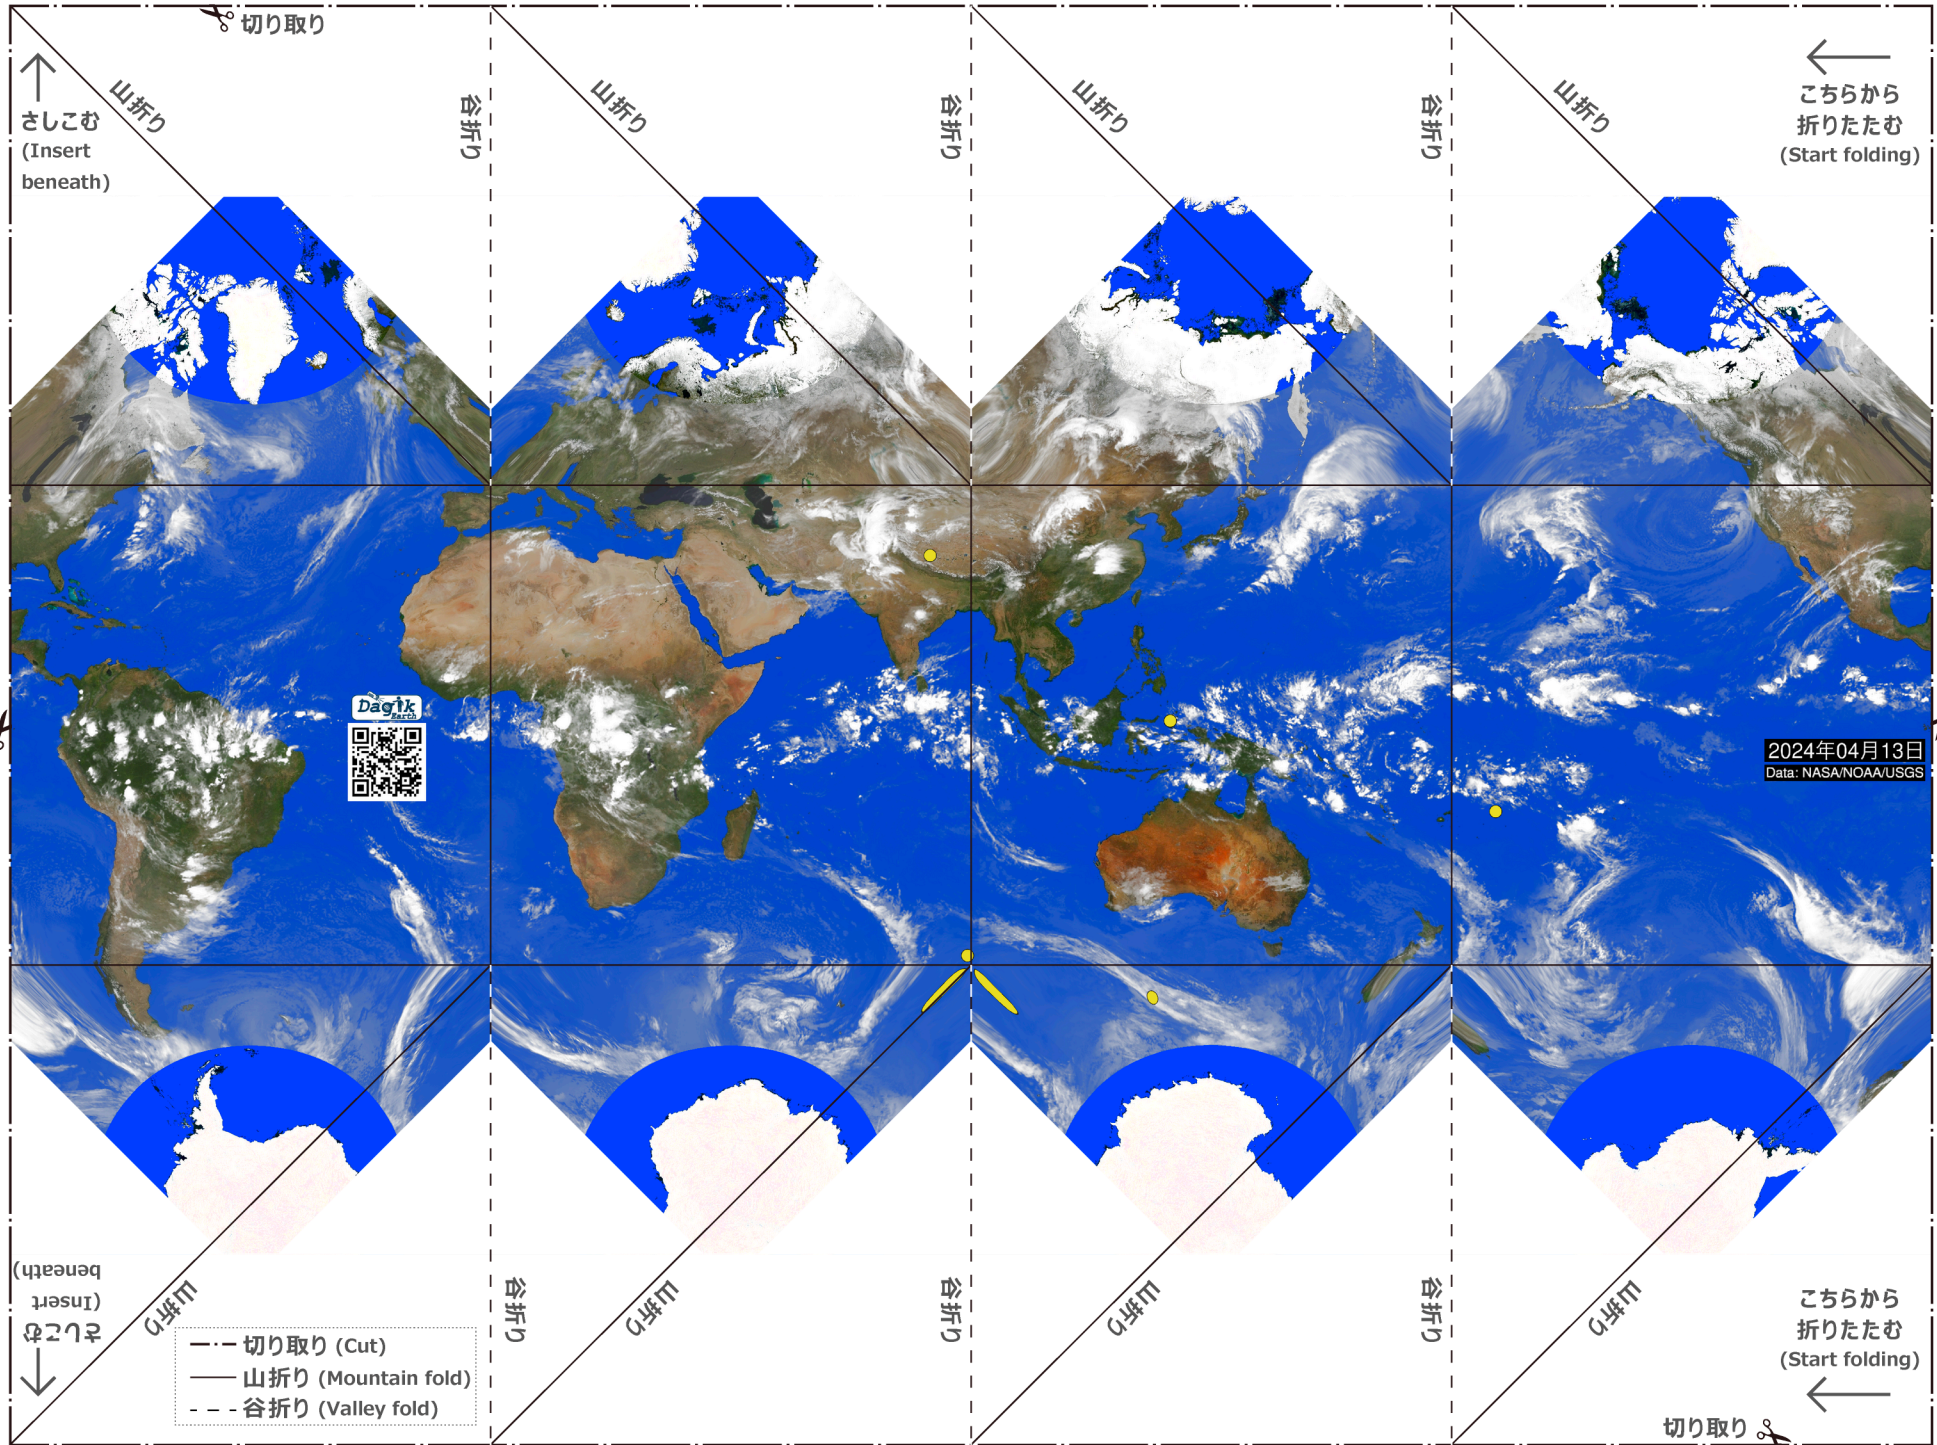 切り取り
さしこむ
(Insert
beneath)
山折り
谷折り
山折り
谷折り
山折り
谷折り
山折り
こちらから
折りたたむ
(Start folding)
Dagik
Earth
2024年04月13日
Data: NASA/NOAA/USGS
さしこむ
(Insert
beneath)
山折り
谷折り
山折り
谷折り
山折り
谷折り
山折り
こちらから
折りたたむ
(Start folding)
切り取り (Cut)
山折り (Mountain fold)
谷折り (Valley fold)
切り取り